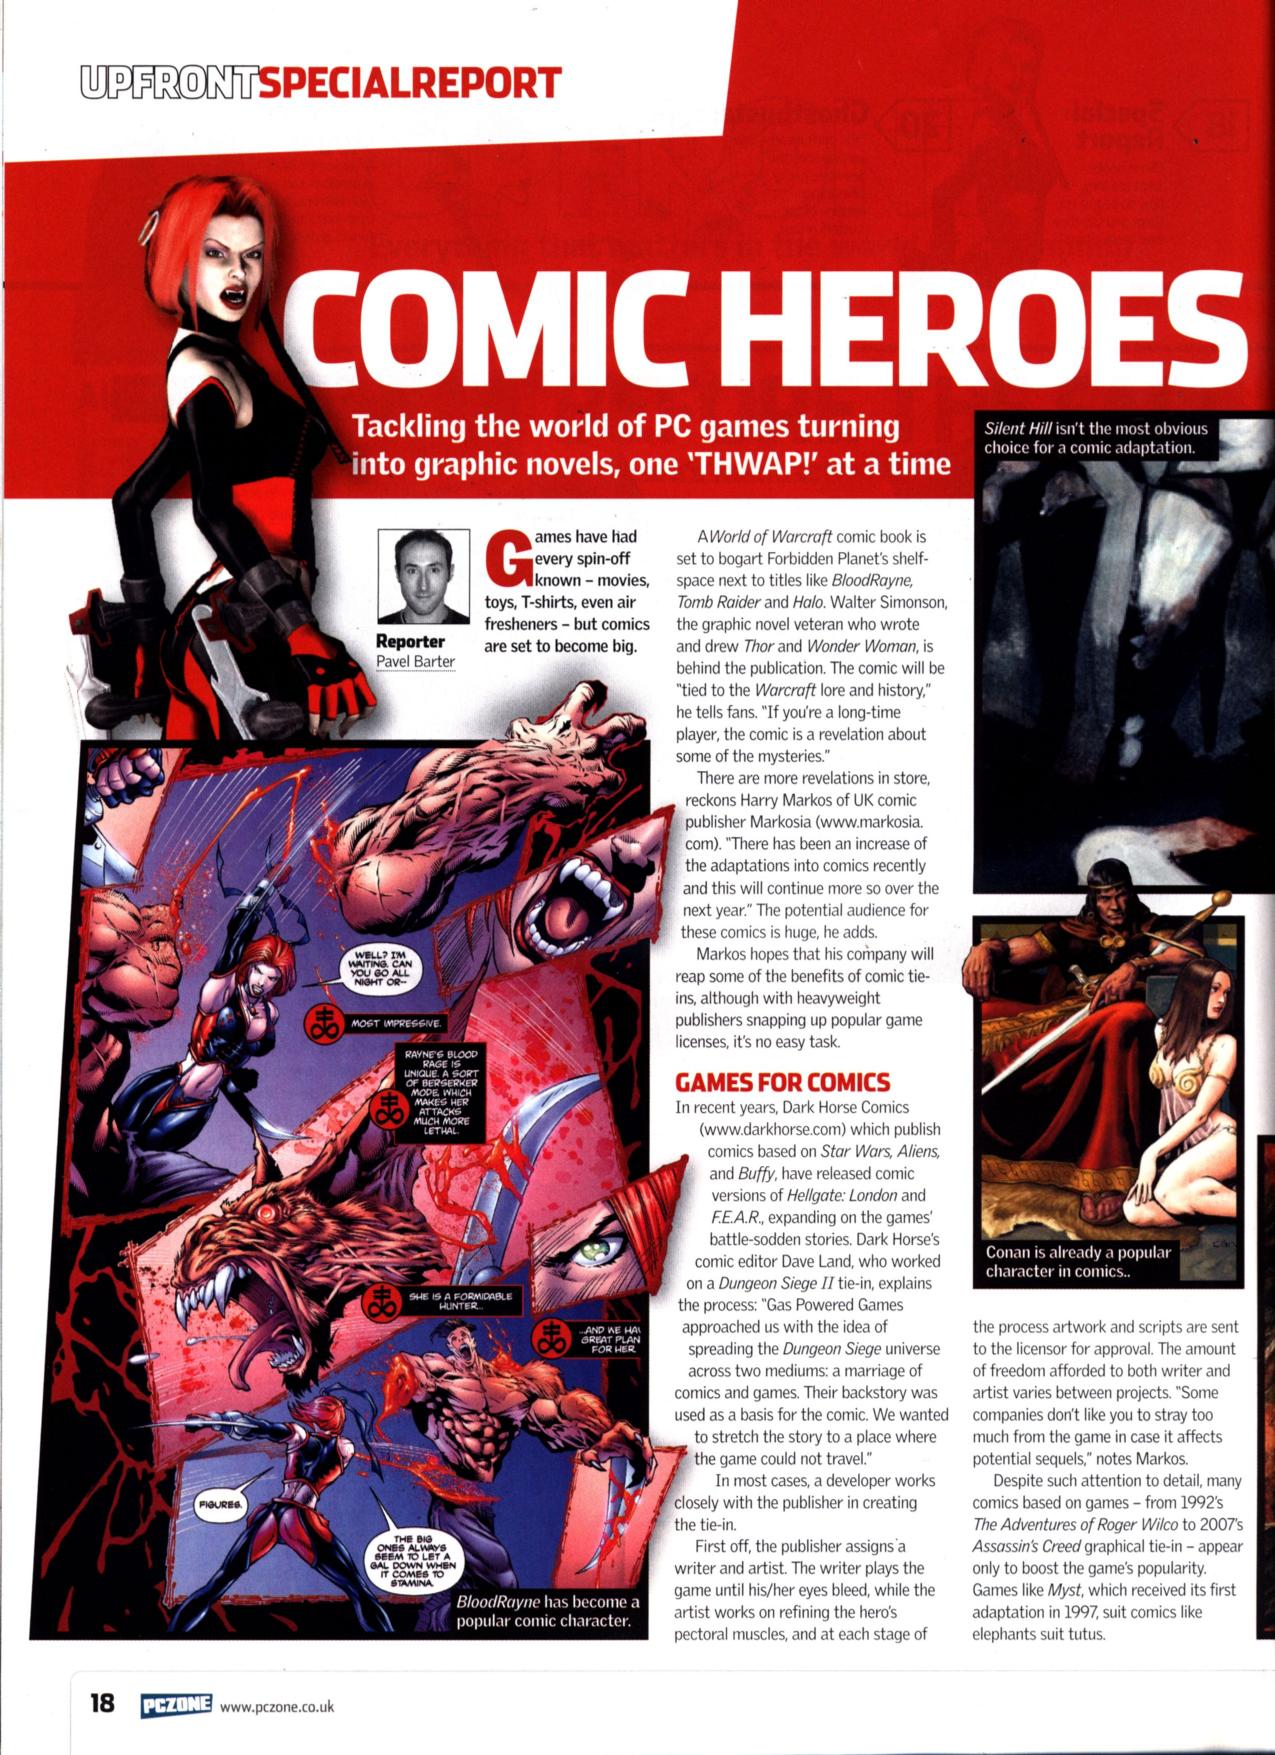 UPFRONTSPECIALREPORT
COMIC HEROES
Tackling the world of PC games turning
into graphic novels, one ‘THWAP!’ at a time
Silent Hill isn't the most obvious
choice for a comic adaptation.
Reporter
Pavel Barter
Games have had
every spin-off
known – movies,
toys, T-shirts, even air
fresheners – but comics
are set to become big.
WELL? I'M
WAITING. CAN
YOU GO ALL
NIGHT OR--
MOST IMPRESSIVE.
RAYNE'S BLOOD
RAGE IS
UNIQUE. A SORT
OF BERSERKER
MODE, WHICH
MAKES HER
ATTACKS
MUCH MORE
LETHAL.
SHE IS A FORMIDABLE
HUNTER...
...AND WE HAV
GREAT PLAN
FOR HER
FIGURES.
THE BIG
ONES ALWAYS
SEEM TO LET A
GAL DOWN WHEN
IT COMES TO
STAMINA.
BloodRayne has become a
popular comic character.
A World of Warcraft comic book is
set to bogart Forbidden Planet's shelf-
space next to titles like BloodRayne,
Tomb Raider and Halo. Walter Simonson,
the graphic novel veteran who wrote
and drew Thor and Wonder Woman, is
behind the publication. The comic will be
“tied to the Warcraft lore and history,”
he tells fans. “If you're a long-time
player, the comic is a revelation about
some of the mysteries.”
There are more revelations in store,
reckons Harry Markos of UK comic
publisher Markosia (www.markosia.
com). “There has been an increase of
the adaptations into comics recently
and this will continue more so over the
next year.” The potential audience for
these comics is huge, he adds.
Markos hopes that his company will
reap some of the benefits of comic tie-
ins, although with heavyweight
publishers snapping up popular game
licenses, it's no easy task.
GAMES FOR COMICS
In recent years, Dark Horse Comics
(www.darkhorse.com) which publish
comics based on Star Wars, Aliens,
and Buffy, have released comic
versions of Hellgate: London and
F.E.A.R., expanding on the games'
battle-sodden stories. Dark Horse's
comic editor Dave Land, who worked
on a Dungeon Siege II tie-in, explains
the process: “Gas Powered Games
approached us with the idea of
spreading the Dungeon Siege universe
across two mediums: a marriage of
comics and games. Their backstory was
used as a basis for the comic. We wanted
to stretch the story to a place where
the game could not travel.”
In most cases, a developer works
closely with the publisher in creating
the tie-in.
First off, the publisher assigns a
writer and artist. The writer plays the
game until his/her eyes bleed, while the
artist works on refining the hero's
pectoral muscles, and at each stage of
Conan is already a popular
character in comics..
the process artwork and scripts are sent
to the licensor for approval. The amount
of freedom afforded to both writer and
artist varies between projects. “Some
companies don't like you to stray too
much from the game in case it affects
potential sequels,” notes Markos.
Despite such attention to detail, many
comics based on games – from 1992's
The Adventures of Roger Wilco to 2007's
Assassin's Creed graphical tie-in – appear
only to boost the game's popularity.
Games like Myst, which received its first
adaptation in 1997, suit comics like
elephants suit tutus.
18 PCZONE www.pczone.co.uk